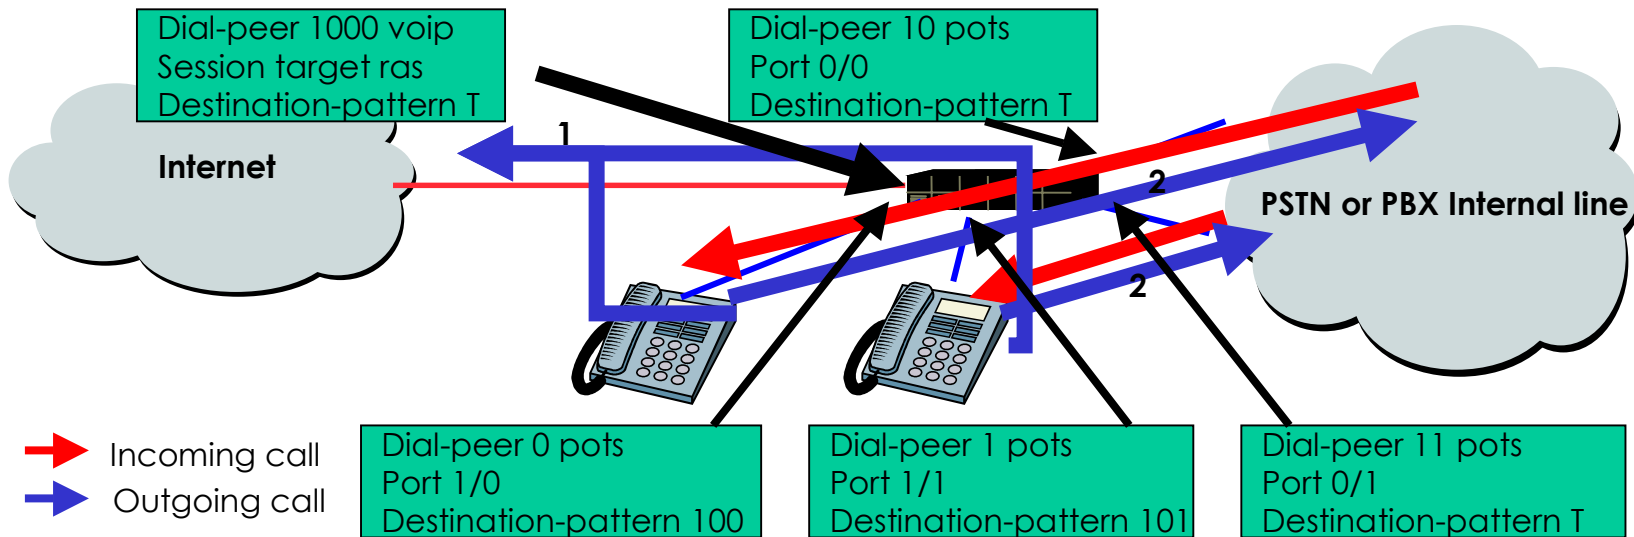 Dial-peer 1000 voip
Session target ras
Destination-pattern T
Dial-peer 10 pots
Port 0/0
Destination-pattern T
1
Internet
2
PSTN or PBX Internal line
2
Incoming call
Outgoing call
Dial-peer 0 pots
Port 1/0
Destination-pattern 100
Dial-peer 1 pots
Port 1/1
Destination-pattern 101
Dial-peer 11 pots
Port 0/1
Destination-pattern T